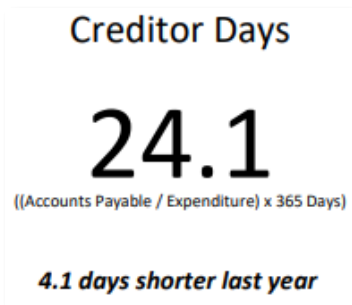 Creditor Days
24.1
((Accounts Payable / Expenditure) x 365 Days)
4.1 days shorter last year